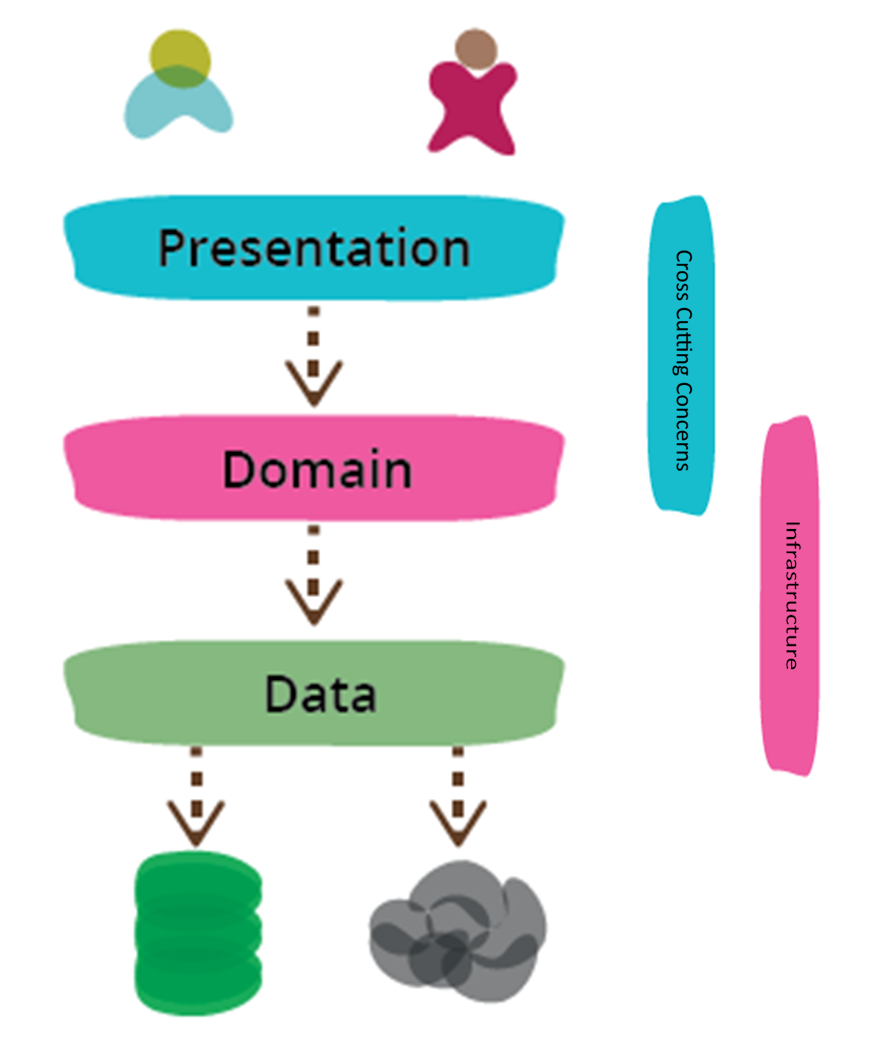 Presentation
Cross Cutting Concerns
Domain
Infrastructure
Data